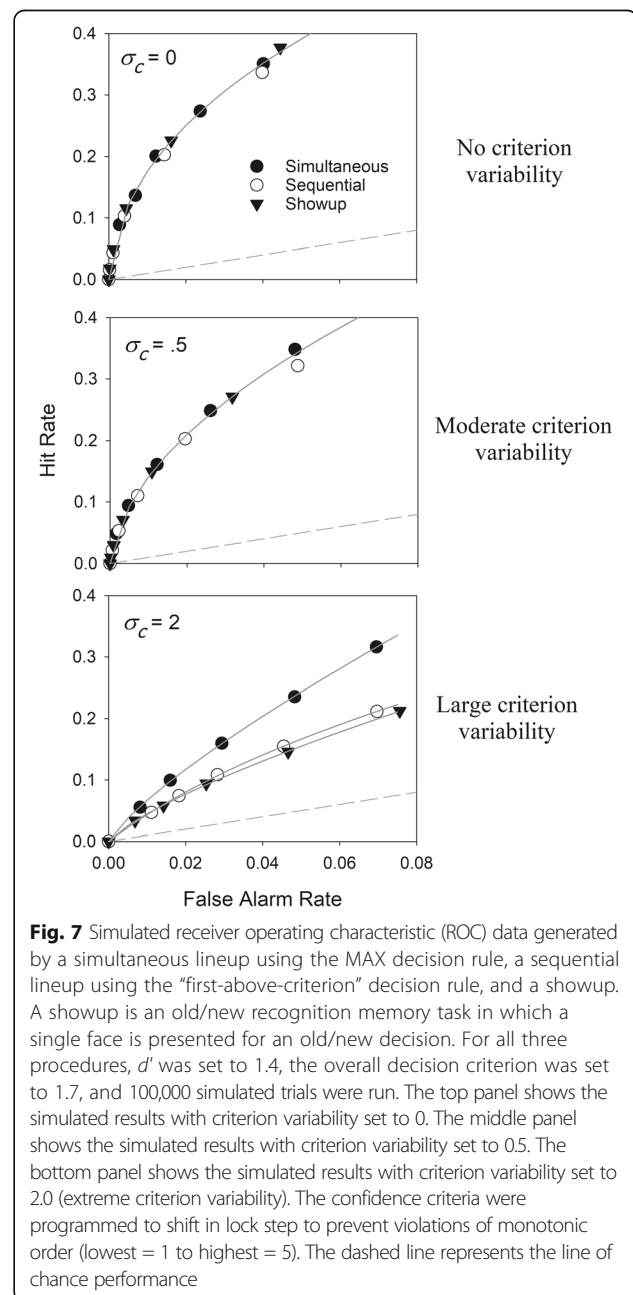 0.4
σc = 0
0.3
0.2
0.1
0.0
Simultaneous
Sequential
Showup
No criterion
variability
0.4
σc = .5
0.3
0.2
0.1
0.0
Hit Rate
Moderate criterion
variability
0.4
σc = 2
0.3
0.2
0.1
0.0
Large criterion
variability
0.00 0.02 0.04 0.06 0.08
False Alarm Rate
Fig. 7 Simulated receiver operating characteristic (ROC) data generated
by a simultaneous lineup using the MAX decision rule, a sequential
lineup using the “first-above-criterion” decision rule, and a showup.
A showup is an old/new recognition memory task in which a
single face is presented for an old/new decision. For all three
procedures, d′ was set to 1.4, the overall decision criterion was set
to 1.7, and 100,000 simulated trials were run. The top panel shows the
simulated results with criterion variability set to 0. The middle panel
shows the simulated results with criterion variability set to 0.5. The
bottom panel shows the simulated results with criterion variability set to
2.0 (extreme criterion variability). The confidence criteria were
programmed to shift in lock step to prevent violations of monotonic
order (lowest = 1 to highest = 5). The dashed line represents the line of
chance performance